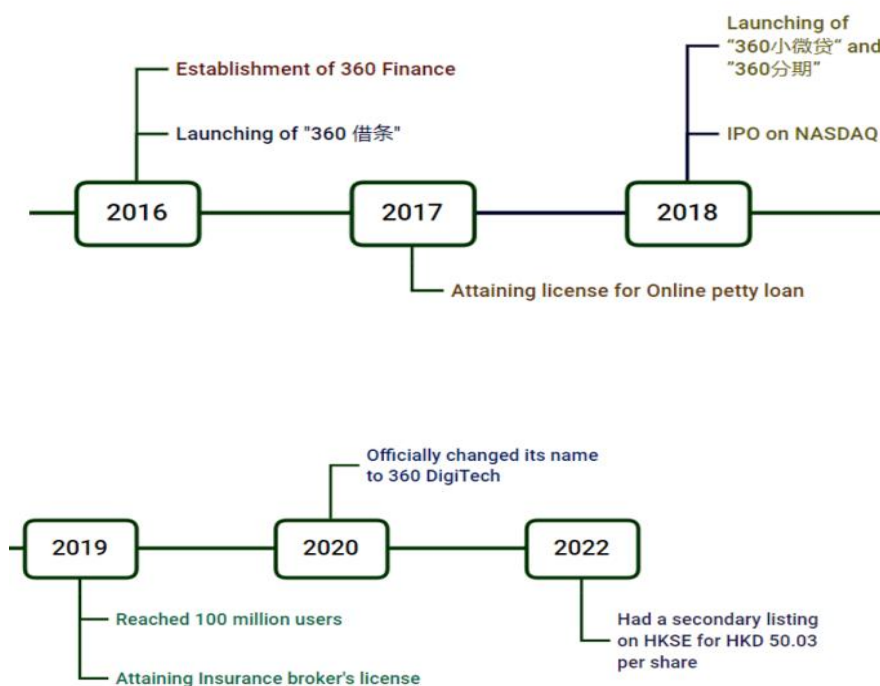 Launching of
"360小微贷" and
"360分期"
Establishment of 360 Finance
Launching of "360 借条"
IPO on NASDAQ
2016
2017
2018
Attaining license for Online petty loan
Officially changed its name
to 360 DigiTech
2019
2020
2022
Reached 100 million users
Had a secondary listing
on HKSE for HKD 50.03
per share
Attaining Insurance broker's license